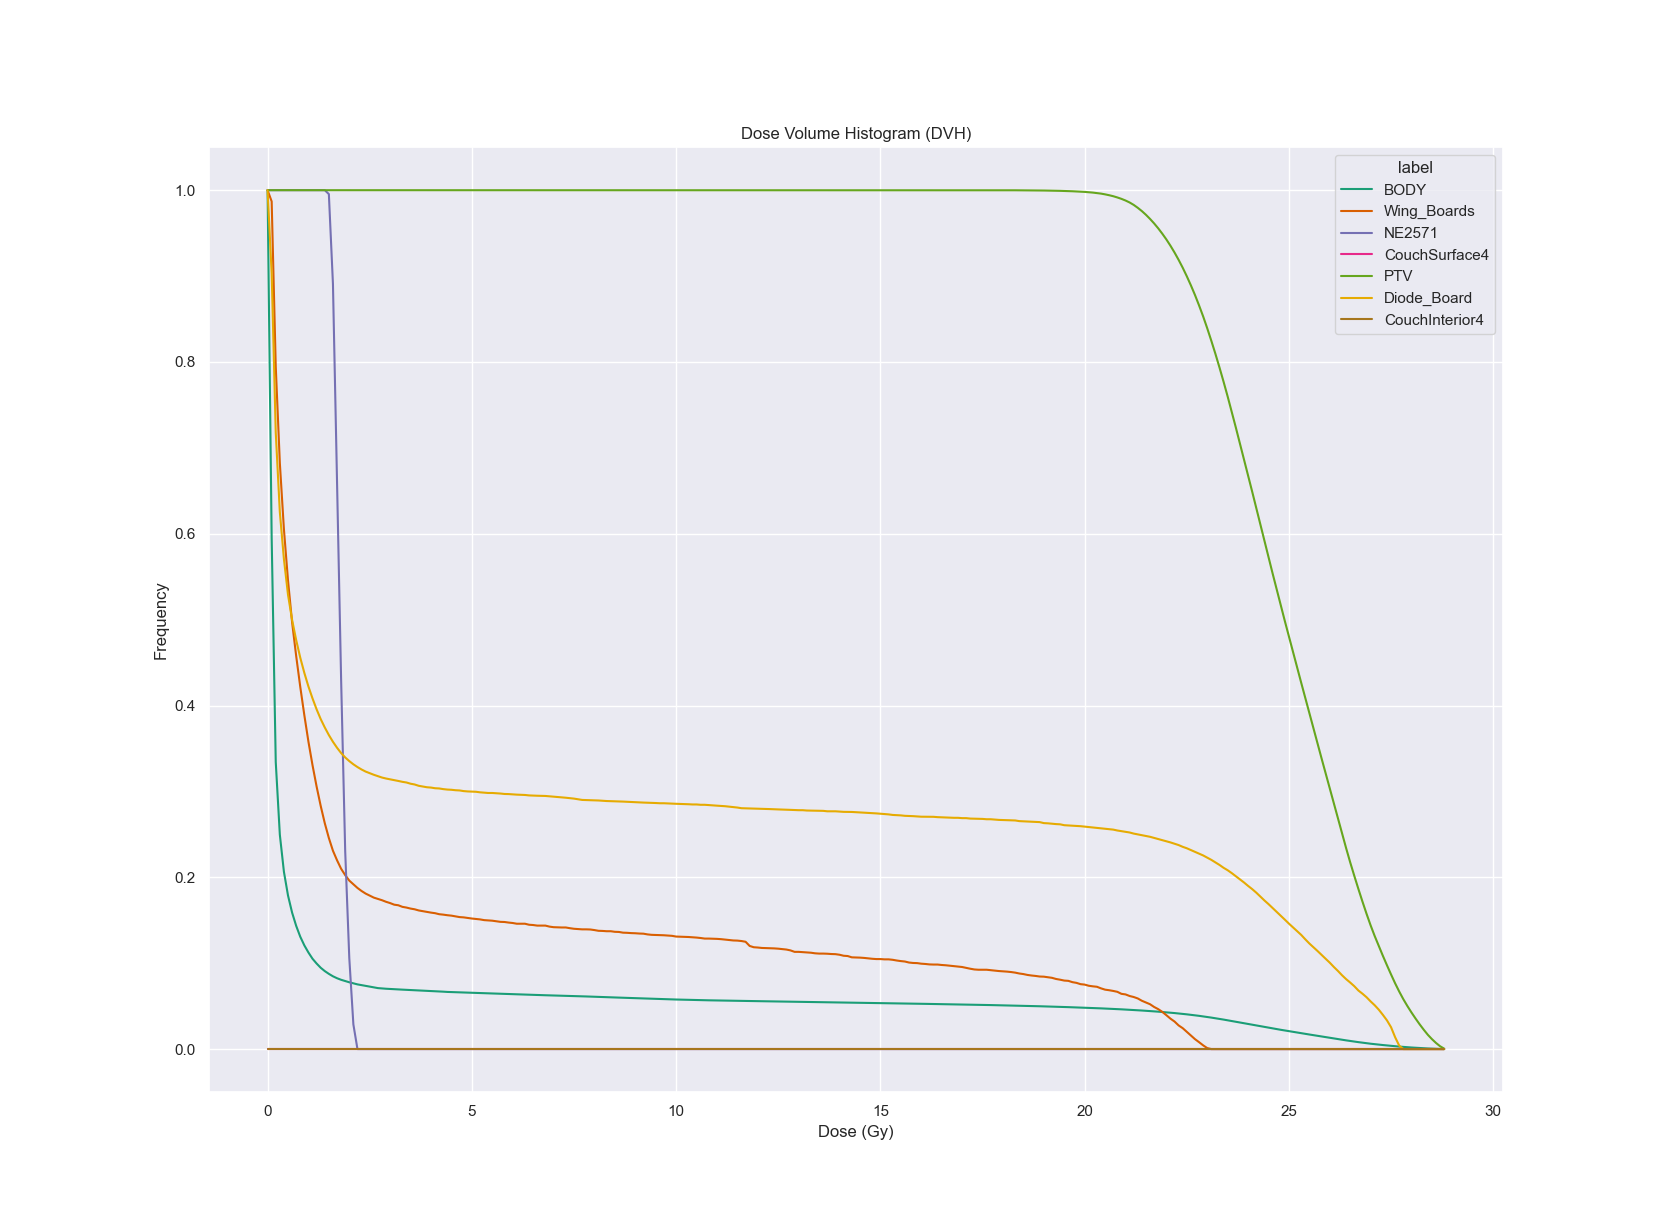 Dose Volume Histogram (DVH)
label
BODY
Wing_Boards
NE2571
CouchSurface4
PTV
Diode_Board
CouchInterior4
1.0
0.8
0.6
0.4
0.2
0.0
Frequency
0 5 10 15 20 25 30
Dose (Gy)